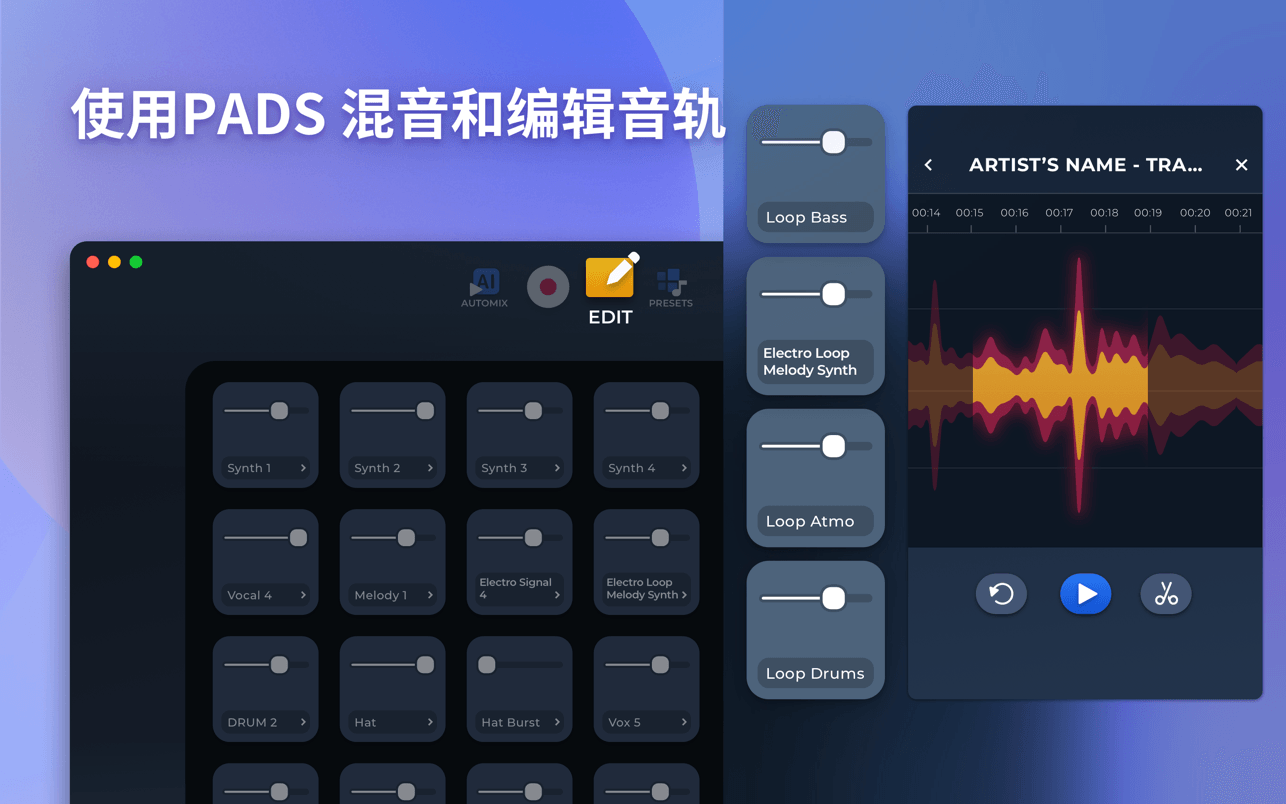 使用PADS 混音和编辑音轨
AI
AUTOMIX
EDIT
PRESETS
Synth 1
Synth 2
Synth 3
Synth 4
Vocal 4
Melody 1
Electro Signal
4
Electro Loop
Melody Synth
DRUM 2
Hat
Hat Burst
Vox 5
Loop Bass
Electro Loop
Melody Synth
Loop Atmo
Loop Drums
ARTIST’S NAME - TRA...
00:14 00:15 00:16 00:17 00:18 00:19 00:20 00:21